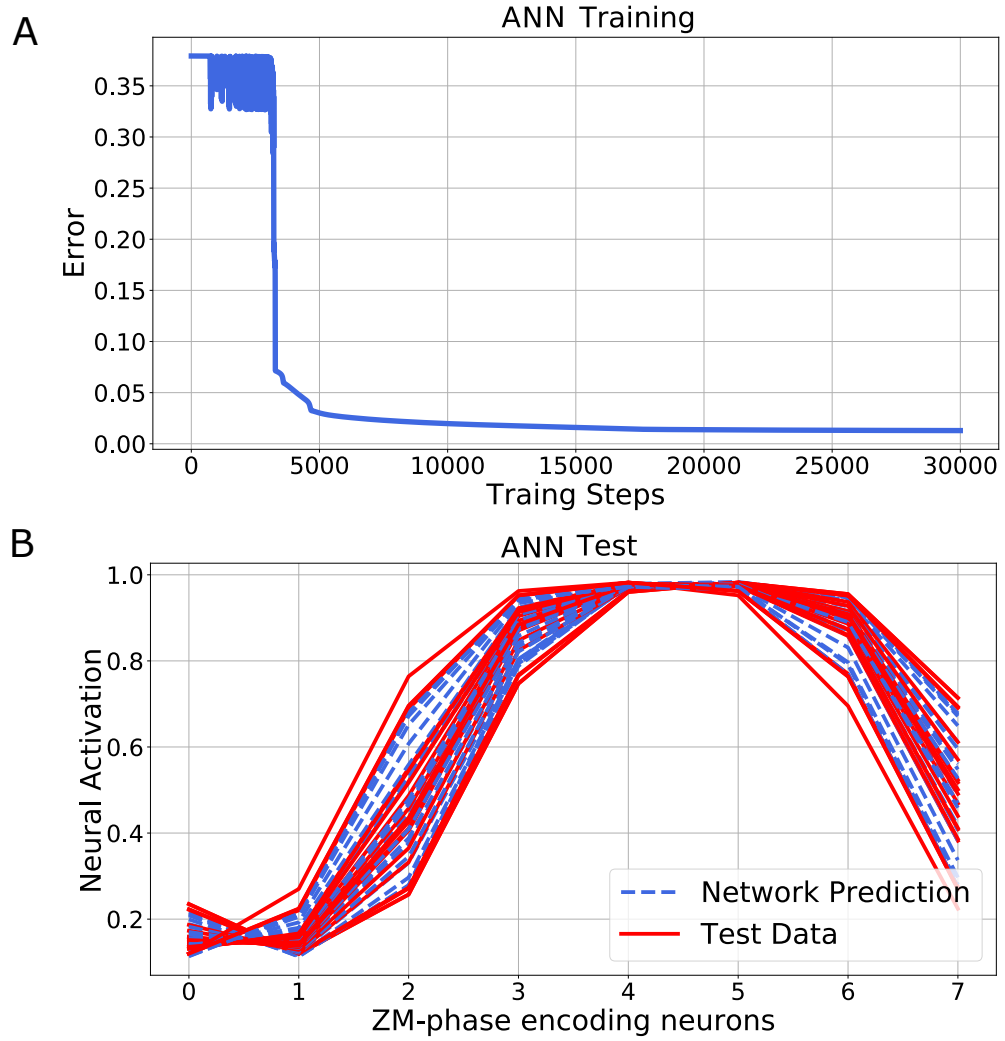 A
ANN Training
0.35
0.30
0.25
0.20
0.15
0.10
0.05
0.00
Error
0 5000 10000 15000 20000 25000 30000
Traing Steps
B
ANN Test
1.0
0.8
0.6
0.4
0.2
Neural Activation
Network Prediction
Test Data
0 1 2 3 4 5 6 7
ZM-phase encoding neurons